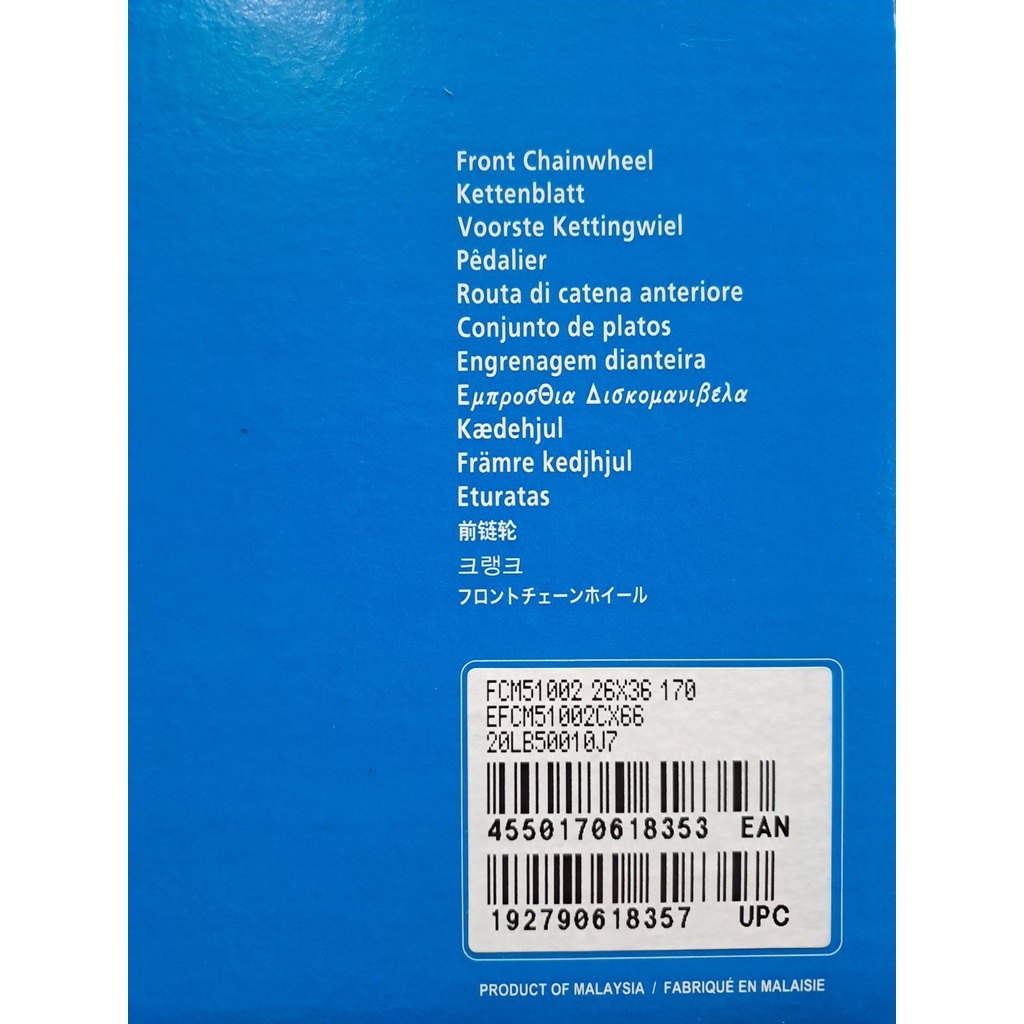 Front Chainwheel
Kettenblatt
Voorste Kettingwiel
Pêdalier
Routa di catena anteriore
Conjunto de platos
Engrenagem dianteira
ΕμπροσΘια Δισκομανιβέλα
Kædehjul
Främre kedjhjul
Eturatas
前链轮
크랭크
フロントチェーンホイール
FCM51002 26X36 170
EFCM51002CX66
20LB50010J7
4550170618353 EAN
192790618357 UPC
PRODUCT OF MALAYSIA / FABRIQUÉ EN MALAISIE